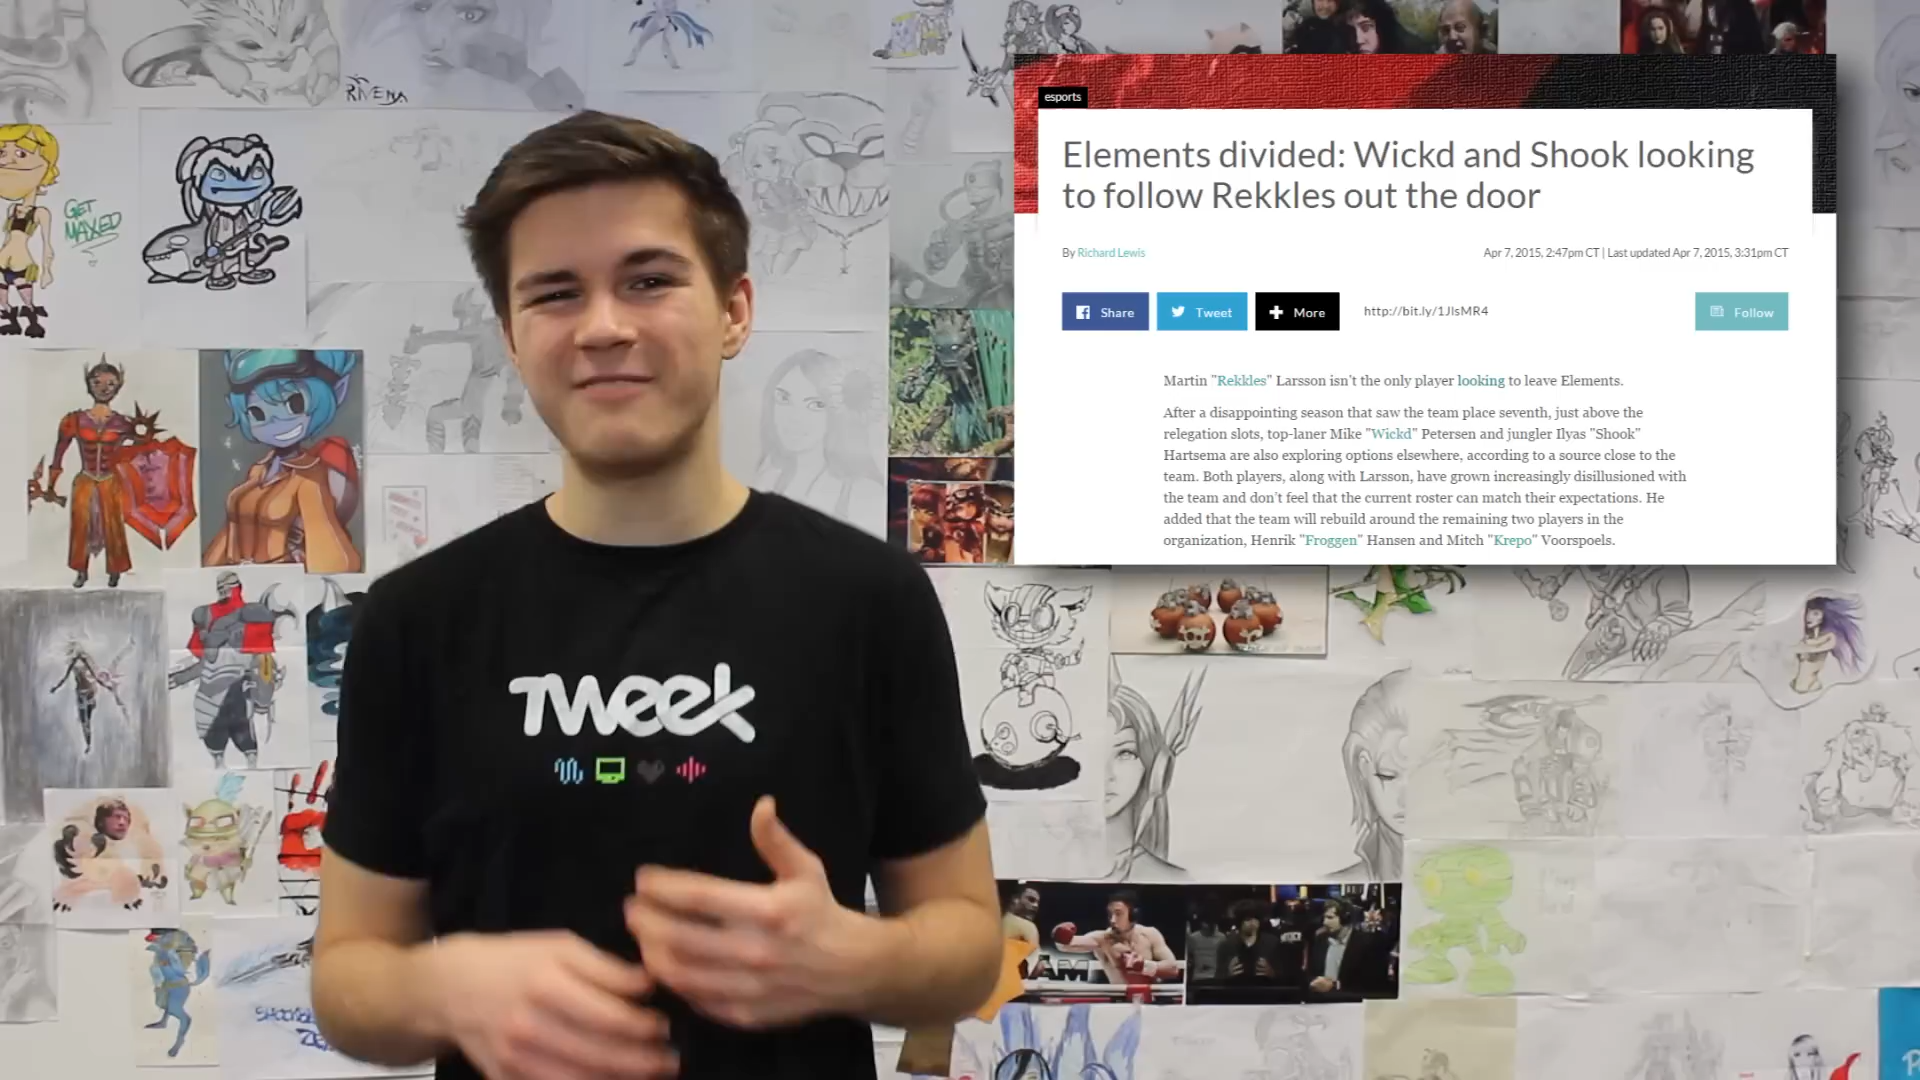 RIVENA
GET
MAXED
esports
Elements divided: Wickd and Shook looking
to follow Rekkles out the door
By Richard Lewis
Apr 7, 2015, 2:47pm CT | Last updated Apr 7, 2015, 3:31pm CT
Share
Tweet
More
http://bit.ly/1JlsMR4
Follow
Martin "Rekkles" Larsson isn't the only player looking to leave Elements.
After a disappointing season that saw the team place seventh, just above the
relegation slots, top-laner Mike "Wickd" Petersen and jungler Ilyas "Shook"
Hartsema are also exploring options elsewhere, according to a source close to the
team. Both players, along with Larsson, have grown increasingly disillusioned with
the team and don't feel that the current roster can match their expectations. He
added that the team will rebuild around the remaining two players in the
organization, Henrik "Froggen" Hansen and Mitch "Krepo" Voorspoels.
Tweek